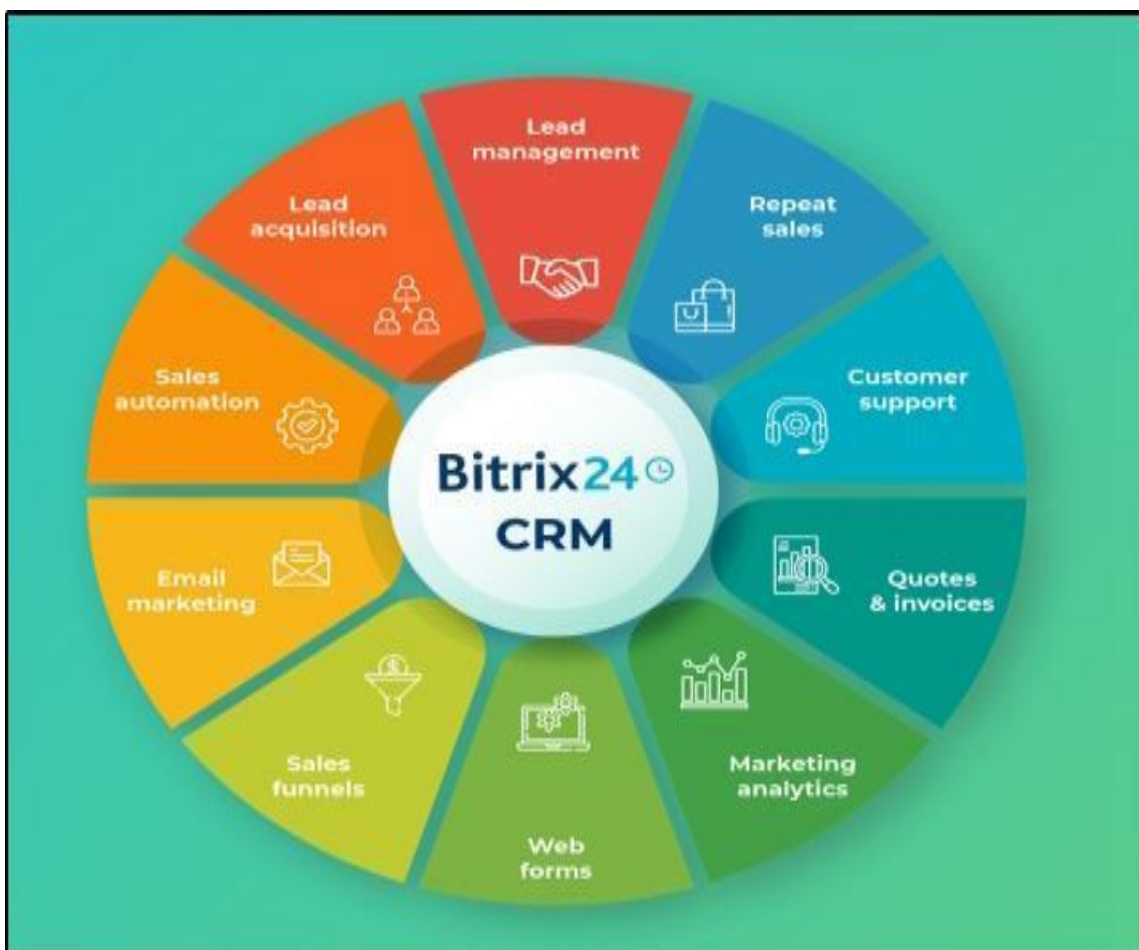 Lead
management
Repeat
sales
Customer
support
Quotes
& invoices
Marketing
analytics
Web
forms
Sales
funnels
Email
marketing
Sales
automation
Lead
acquisition
Bitrix24
CRM